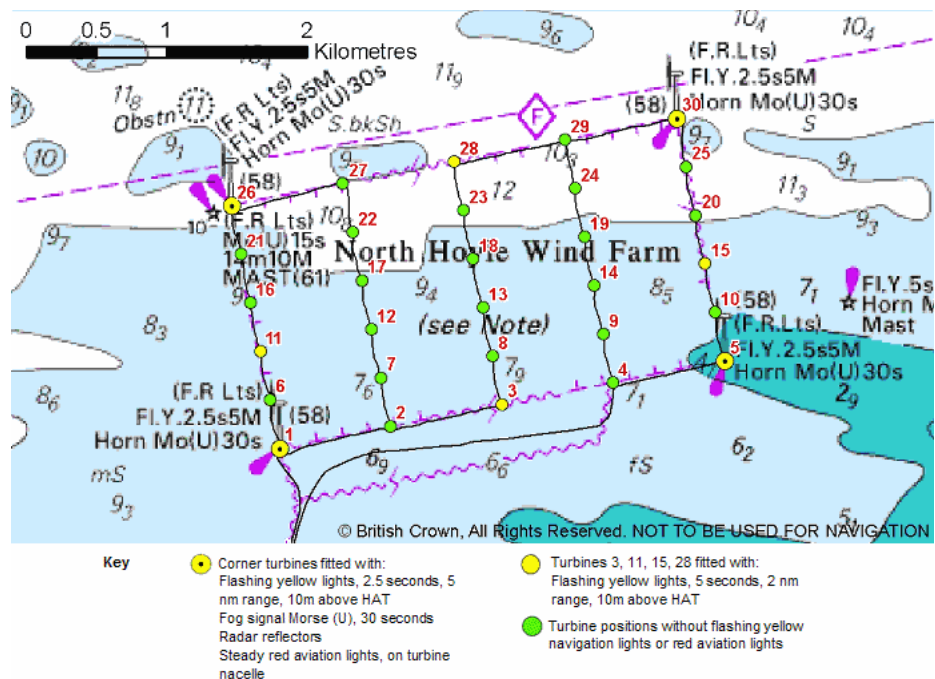 0 0.5 1 2
Kilometres
10₄
9₆
10₄
10₄
(F.R.Lts)
Fl.Y.2.5s5M
Horn Mo(U)30s
(58)
30
11₉
11₈
Obstn
11
(F.R Lts)
Fl.Y.2.5s5M
Horn Mo(U)30s
(58)
26
S.bkSh
F
29
10₃
28
27
9₁
9₁
10
9₇
S
25
9₁
24
12
23
11₃
20
9₃
10
(F.R Lts)
Mo(U)15s
14m10M
MAST(61)
21
9₇
22
North Hoyle Wind Farm
19
18
15
17
9₄
14
8₅
7₁
16
13
(see Note)
12
8₃
10
(58)
(F.R.Lts)
Fl.Y.2.5s5M
Horn Mo(U)30s
5
Fl.Y.5s
Horn M
Mast
11
9
8
7₉
7
7₆
6
4
7₁
3
2
2₉
8₆
(F.R Lts)
Fl.Y.2.5s5M
(58)
Horn Mo(U)30s
1
6₉
6₆
fS
6₂
mS
9₃
© British Crown, All Rights Reserved. NOT TO BE USED FOR NAVIGATION
Key
Corner turbines fitted with:
Flashing yellow lights, 2.5 seconds, 5
nm range, 10m above HAT
Fog signal Morse (U), 30 seconds
Radar reflectors
Steady red aviation lights, on turbine
nacelle
Turbines 3, 11, 15, 28 fitted with:
Flashing yellow lights, 5 seconds, 2 nm
range, 10m above HAT
Turbine positions without flashing yellow
navigation lights or red aviation lights